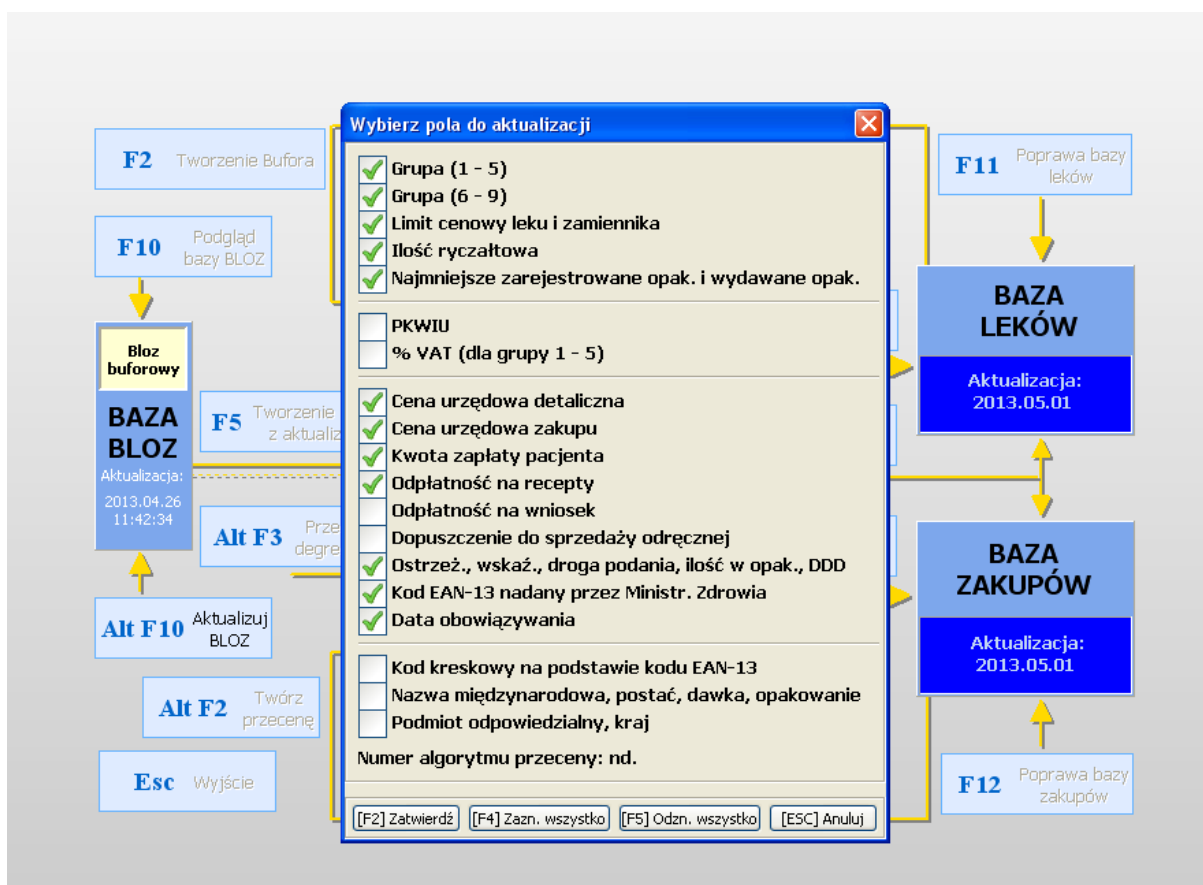 Wybierz pola do aktualizacji
Grupa (1 - 5)
Grupa (6 - 9)
Limit cenowy leku i zamiennika
Ilość ryczałtowa
Najmniejsze zarejestrowane opak. i wydawane opak.
PKWIU
% VAT (dla grupy 1 - 5)
Cena urzędowa detaliczna
Cena urzędowa zakupu
Kwota zapłaty pacjenta
Odpłatność na recepty
Odpłatność na wniosek
Dopuszczenie do sprzedaży odręcznej
Ostrzeż., wskaź., droga podania, ilość w opak., DDD
Kod EAN-13 nadany przez Ministr. Zdrowia
Data obowiązywania
Kod kreskowy na podstawie kodu EAN-13
Nazwa międzynarodowa, postać, dawka, opakowanie
Podmiot odpowiedzialny, kraj
Numer algorytmu przeceny: nd.
[F2] Zatwierdź [F4] Zazn. wszystko [F5] Odzn. wszystko [ESC] Anuluj
F2 Tworzenie Bufora
F10 Podgląd
bazy BLOZ
Bloz
buforowy
BAZA
BLOZ
Aktualizacja:
2013.04.26
11:42:34
F5 Tworzenie
z aktualiz
Alt F3 Prze
degre
Alt F10 Aktualizuj
BLOZ
Alt F2 Twórz
przecenę
Esc Wyjście
F11 Poprawa bazy
leków
BAZA
LEKÓW
Aktualizacja:
2013.05.01
BAZA
ZAKUPÓW
Aktualizacja:
2013.05.01
F12 Poprawa bazy
zakupów